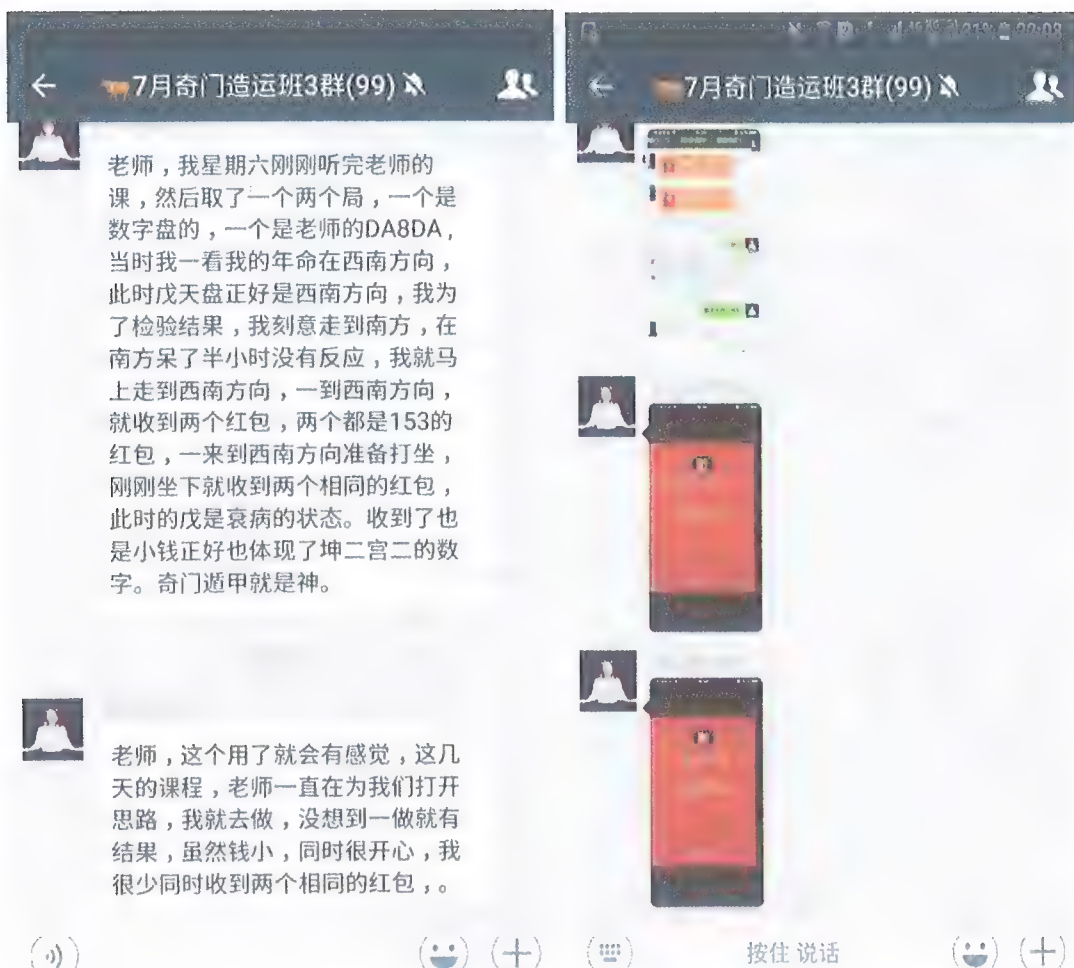 7月奇门造运班3群(99)
老师，我星期六刚刚听完老师的
课，然后取了一个两个局，一个是
数字盘的，一个是老师的DA8DA，
当时我一看我的年命在西南方向，
此时戊天盘正好是西南方向，我为
了检验结果，我刻意走到南方，在
南方呆了半小时没有反应，我就马
上走到西南方向，一到西南方向，
就收到两个红包，两个都是153的
红包，一来到西南方向准备打坐，
刚刚坐下就收到两个相同的红包，
此时的戊是衰病的状态。收到了也
是小钱正好也体现了坤二宫二的数
字。奇门遁甲就是神。
老师，这个用了就会有感觉，这几
天的课程，老师一直在为我们打开
思路，我就去做，没想到一做就有
结果，虽然钱小，同时很开心，我
很少同时收到两个相同的红包，。
7月奇门造运班3群(99)
按住 说话